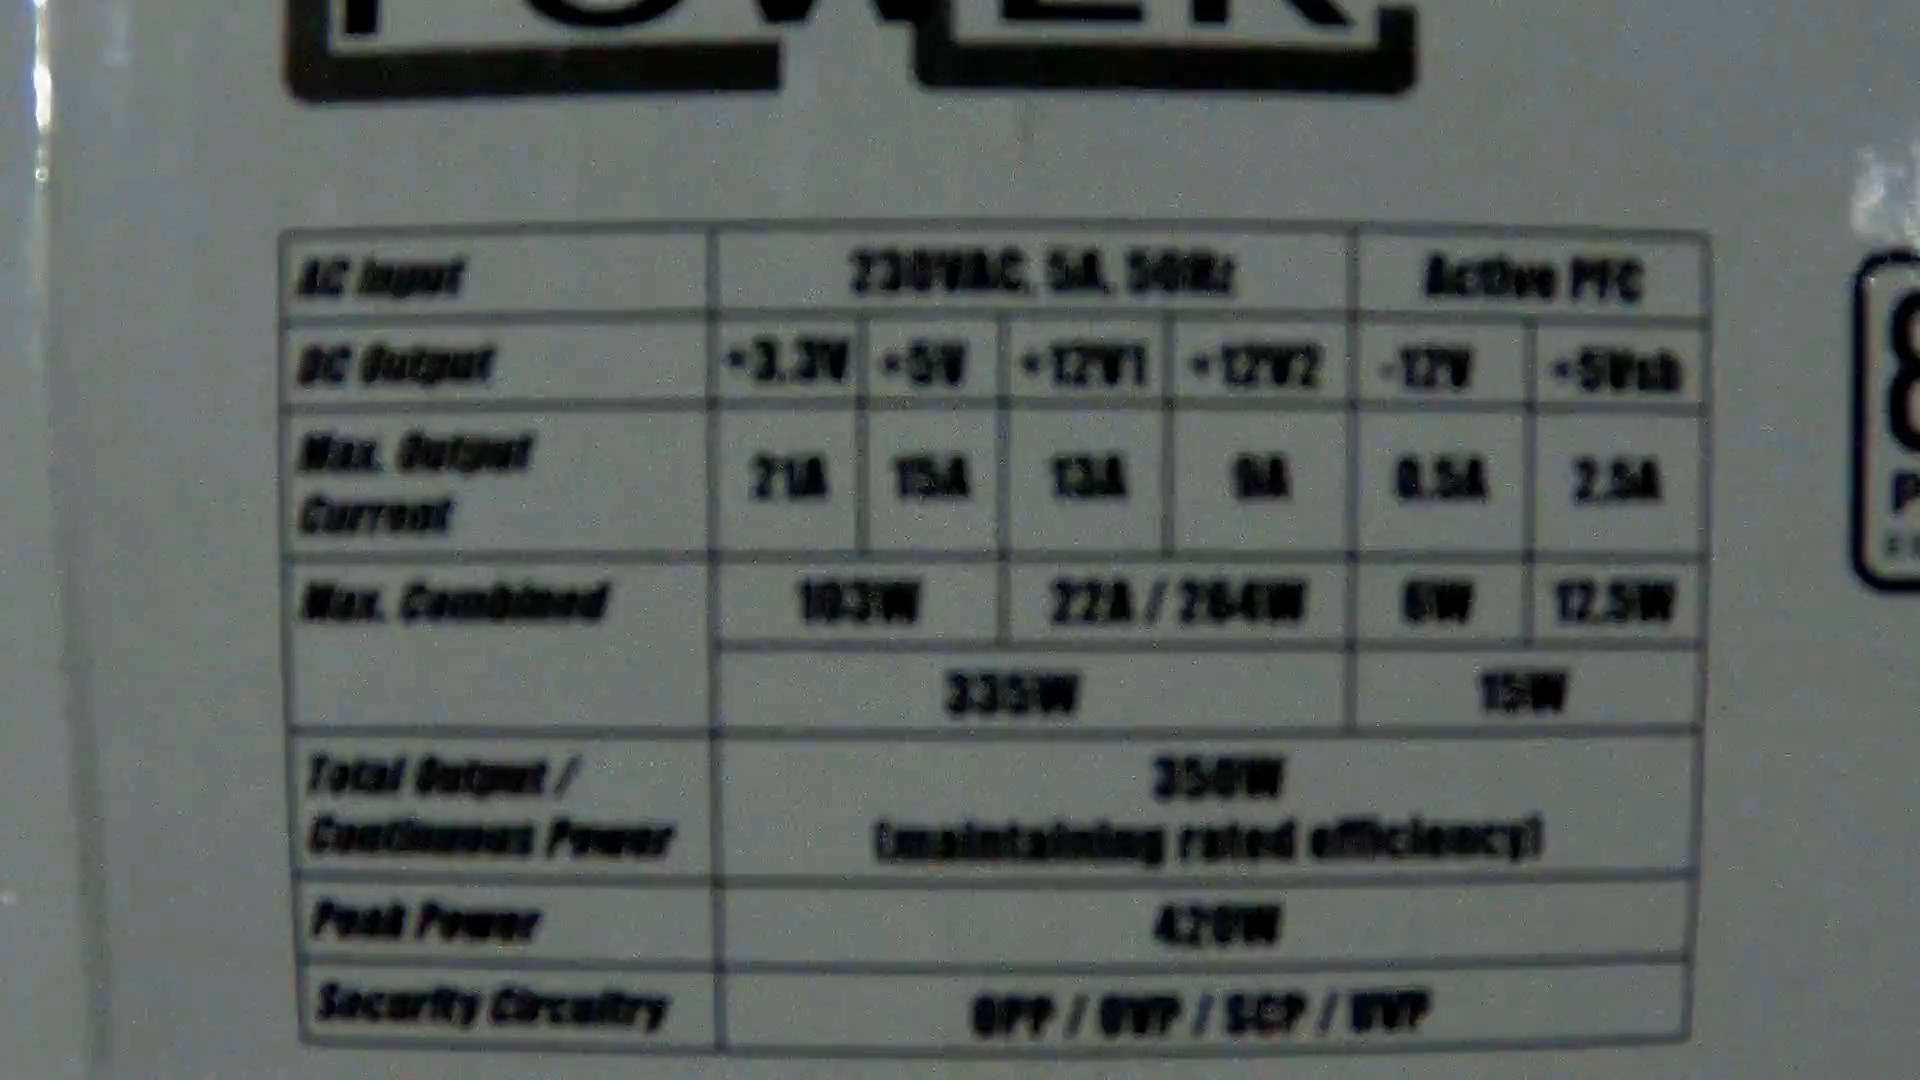 POWER
AC Input 230VAC, 5A, 50Hz Active PFC
DC Output +3.3V +5V +12V1 +12V2 -12V +5Vsb
Max. Output
Current
21A 15A 13A 9A 0.5A 2.5A
Max. Combined 103W 22A / 264W 6W 12.5W
335W 15W
Total Output /
Continuous Power
350W
(maintaining rated efficiency)
Peak Power 420W
Security Circuitry OPP / OVP / SCP / UVP